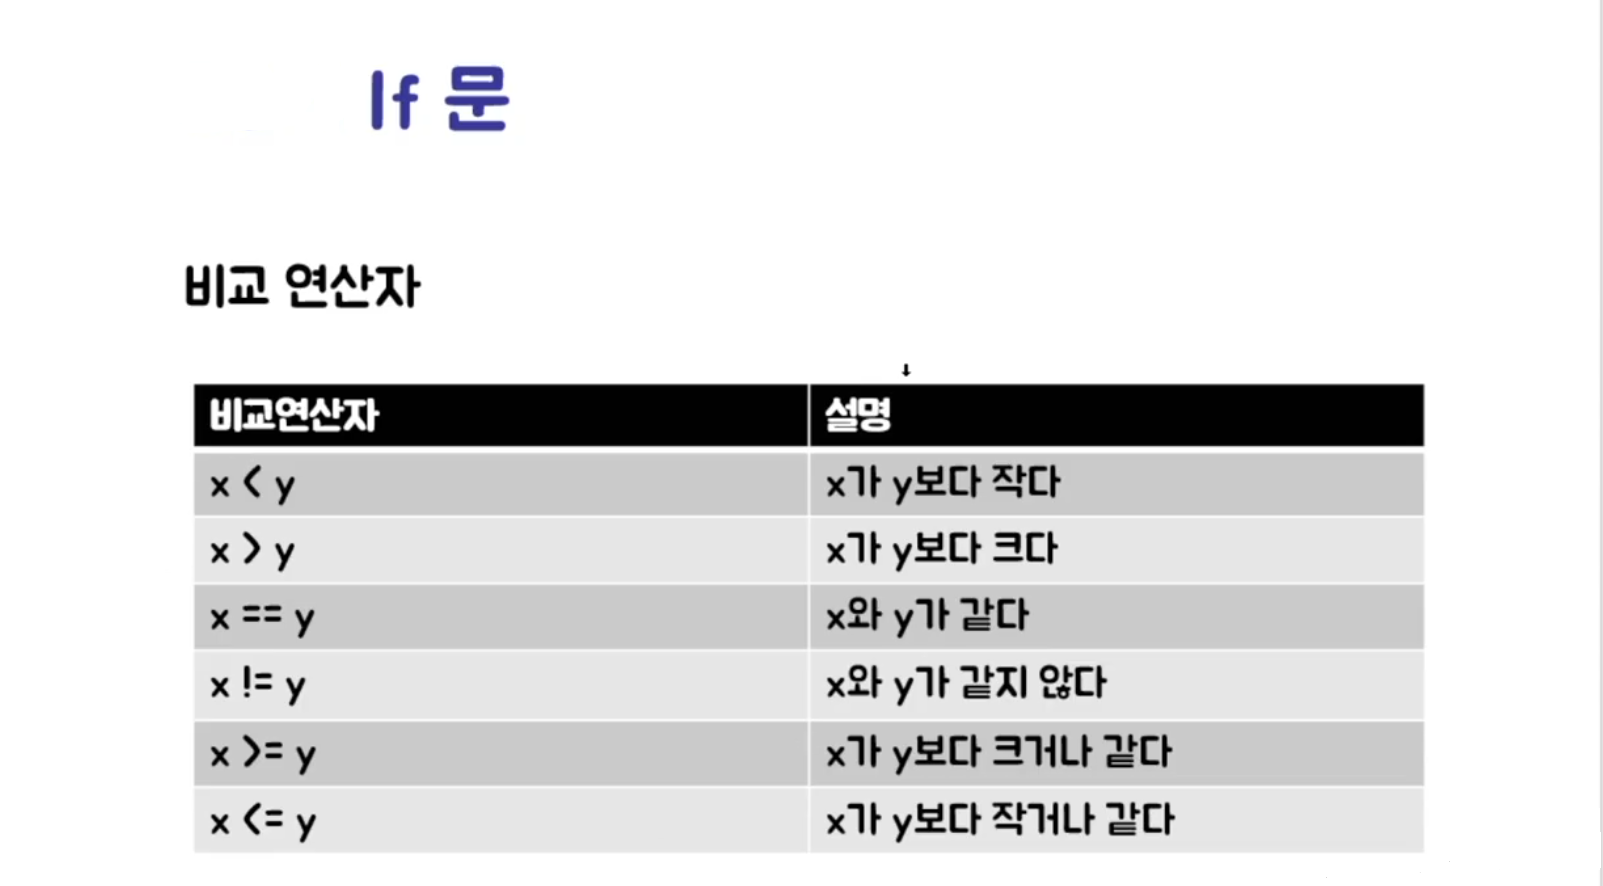 If 문
비교 연산자
비교연산자 설명
x < y x가 y보다 작다
x > y x가 y보다 크다
x == y x와 y가 같다
x != y x와 y가 같지 않다
x >= y x가 y보다 크거나 같다
x <= y x가 y보다 작거나 같다